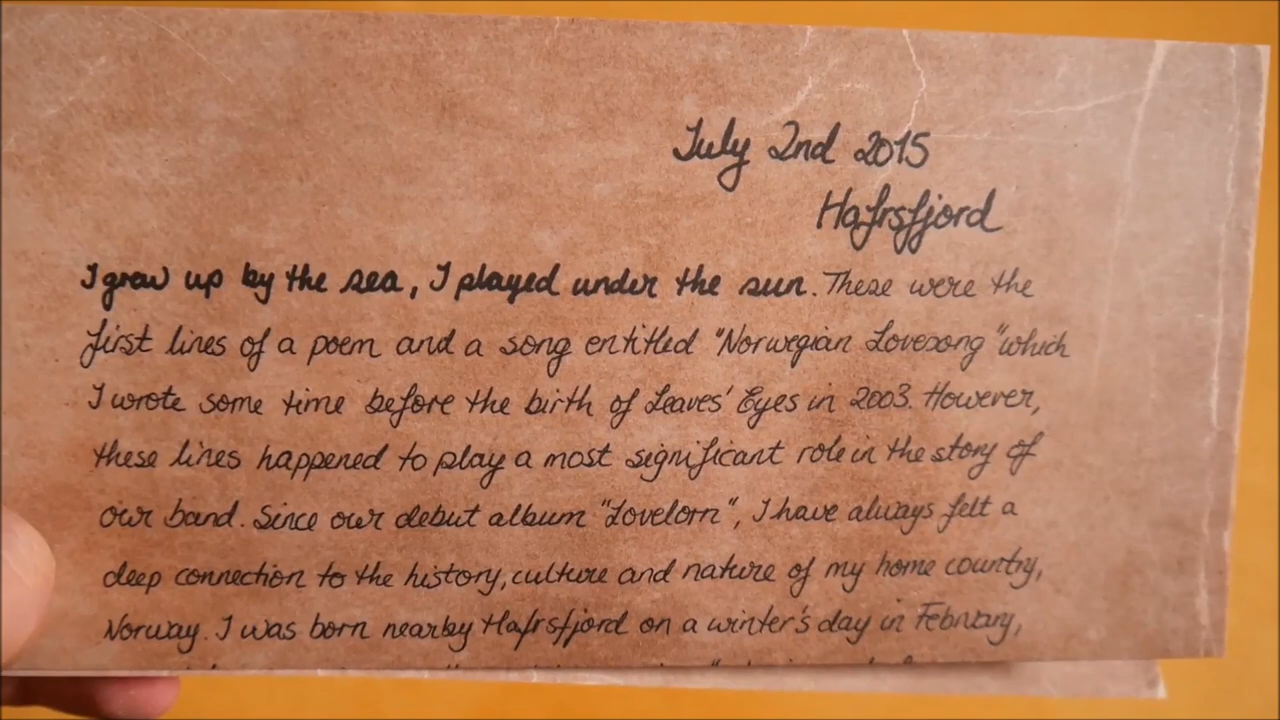 July 2nd 2015
Hafrsfjord
I grew up by the sea, I played under the sun. These were the
first lines of a poem and a song entitled "Norwegian Lovesong" which
I wrote some time before the birth of Leaves' Eyes in 2003. However,
these lines happened to play a most significant role in the story of
our band. Since our debut album "Lovelorn", I have always felt a
deep connection to the history, culture and nature of my home country,
Norway. I was born nearby Hafrsfjord on a winter's day in February,